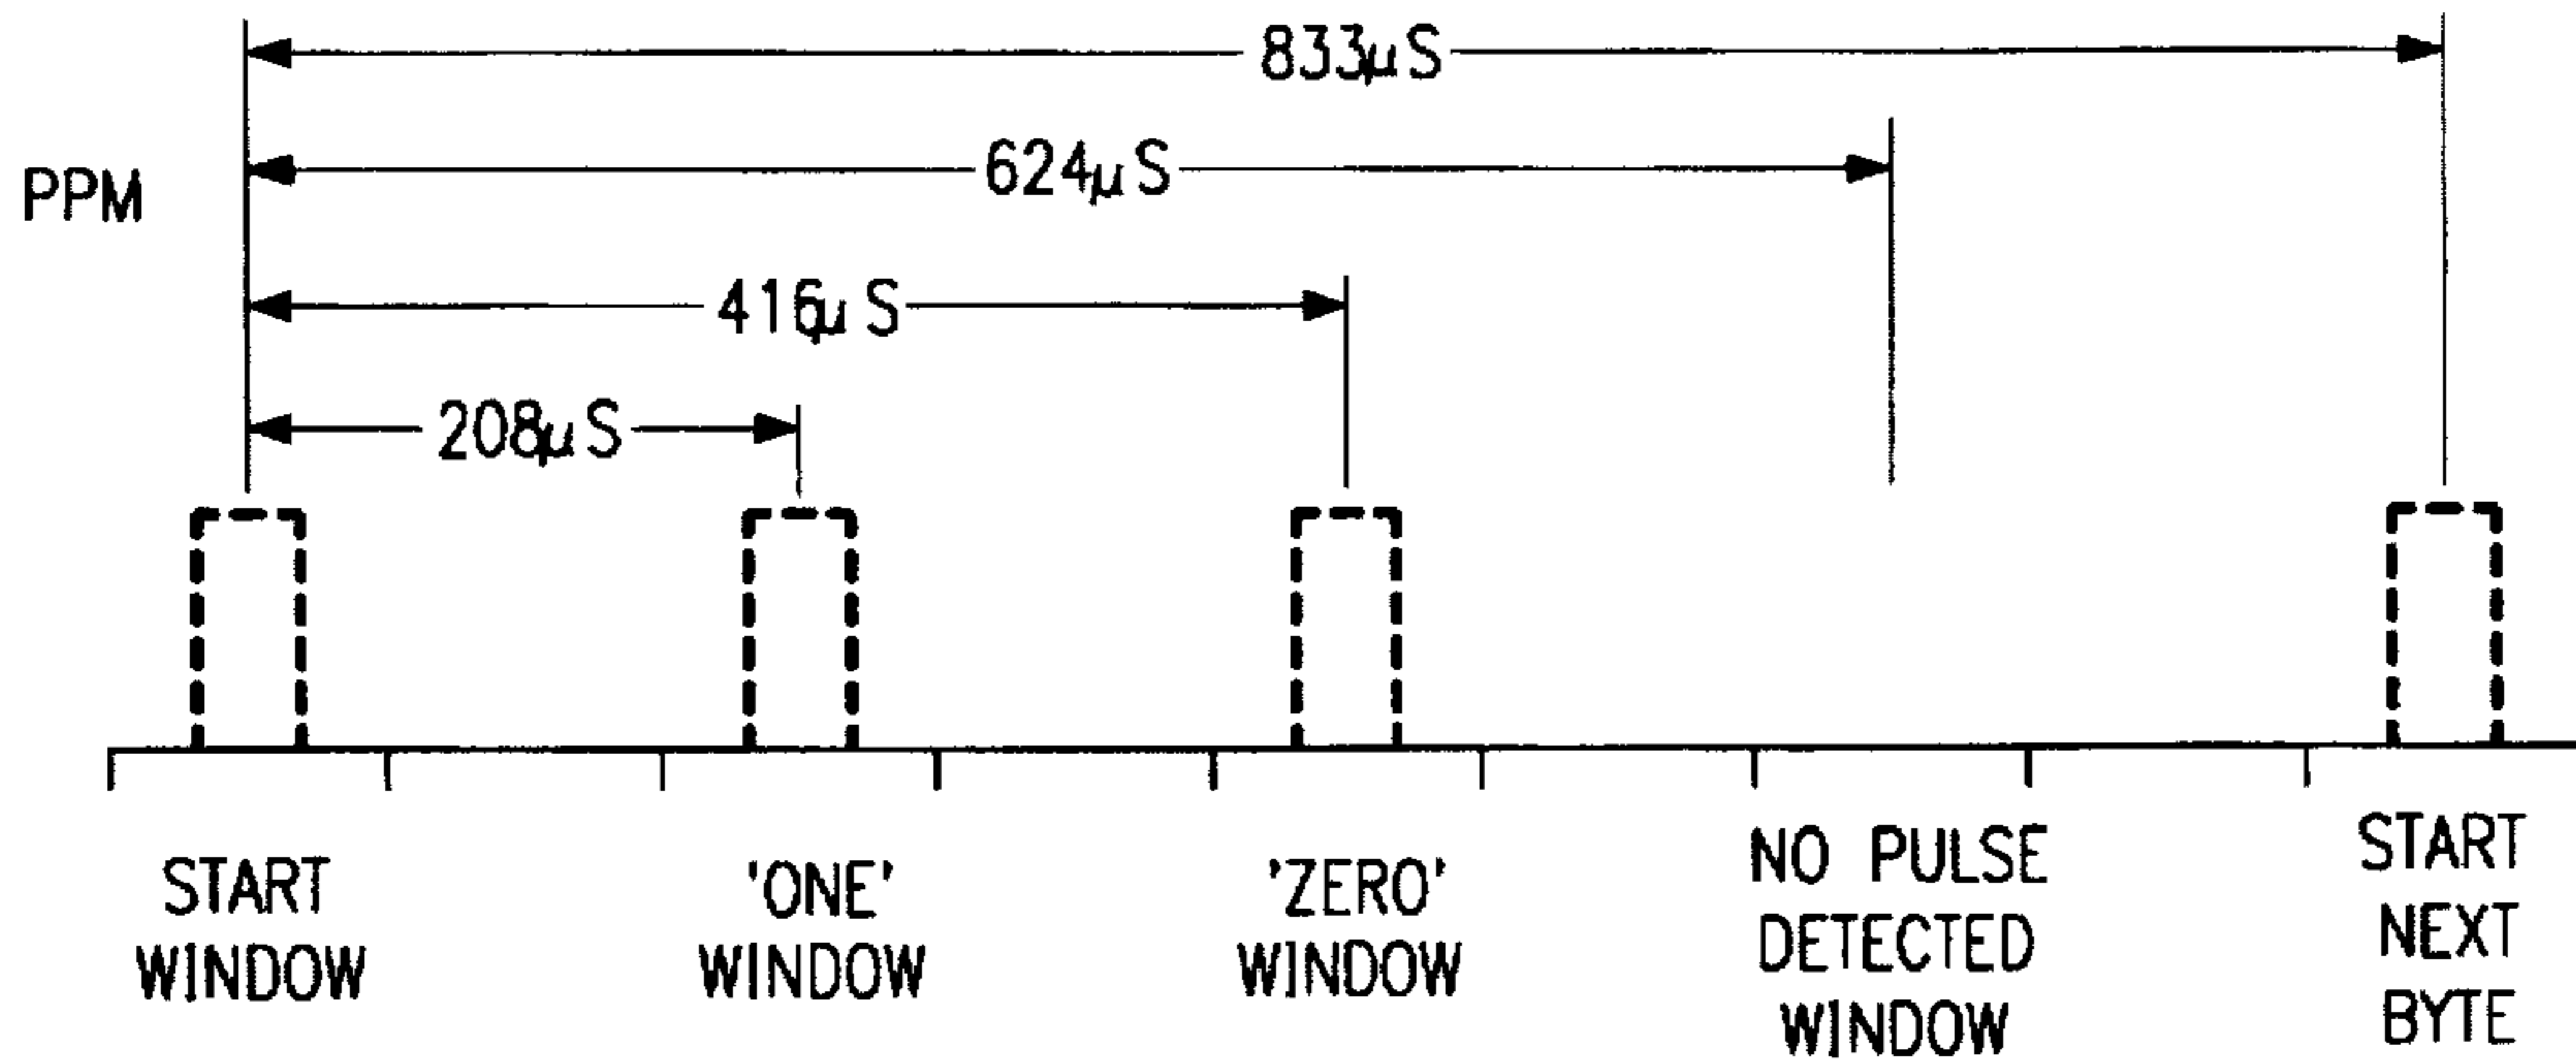 833μS
624μS
PPM
416μS
208μS
START
WINDOW
'ONE'
WINDOW
'ZERO'
WINDOW
NO PULSE
DETECTED
WINDOW
START
NEXT
BYTE